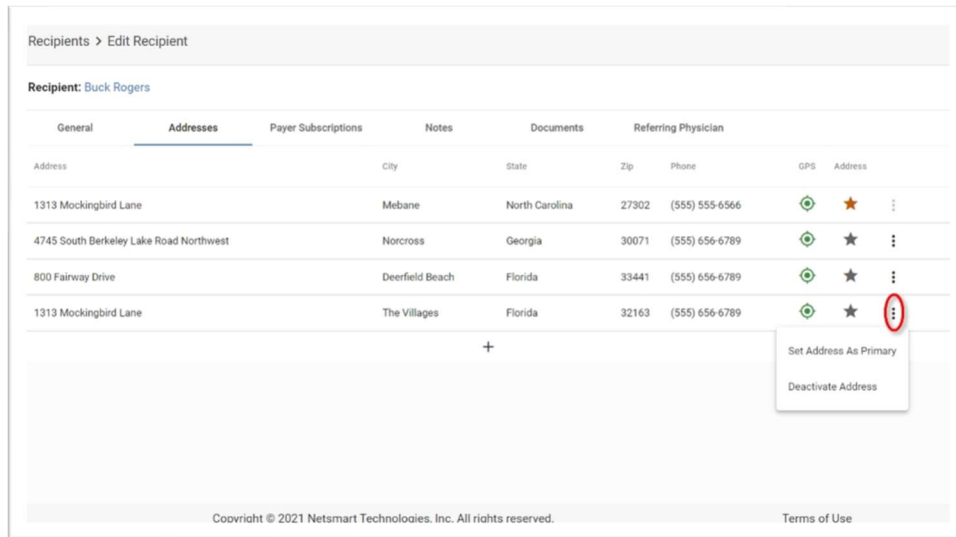 Recipients > Edit Recipient
Recipient: Buck Rogers
General Addresses Payer Subscriptions Notes Documents Referring Physician
Address City State Zip Phone GPS Address
1313 Mockingbird Lane Mebane North Carolina 27302 (555) 555-6566
4745 South Berkeley Lake Road Northwest Norcross Georgia 30071 (555) 656-6789
800 Fairway Drive Deerfield Beach Florida 33441 (555) 656-6789
1313 Mockingbird Lane The Villages Florida 32163 (555) 656-6789
+
Set Address As Primary
Deactivate Address
Copyright © 2021 Netsmart Technologies, Inc. All rights reserved. Terms of Use